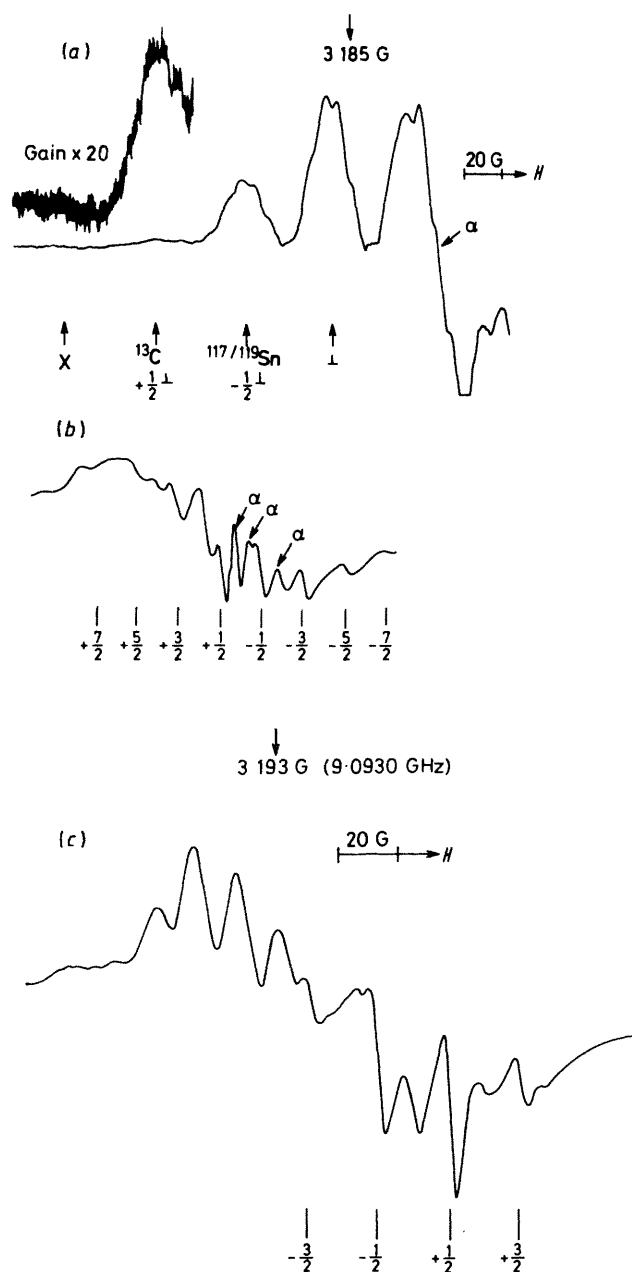 (a)
3 185 G
Gain x 20
20 G
H
α
X
13C
+1/2 ⊥
117/119Sn
-1/2 ⊥
⊥
(b)
α
α
α
+7/2 +5/2 +3/2 +1/2 -1/2 -3/2 -5/2 -7/2
3 193 G (9·0930 GHz)
(c)
20 G
H
-3/2 -1/2 +1/2 +3/2